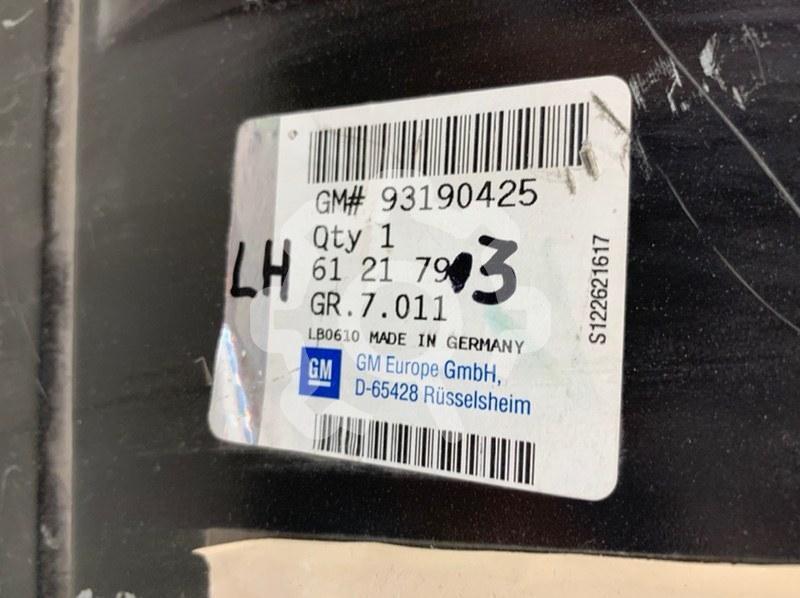 GM# 93190425
Qty 1
LH
61 21 79 3
GR.7.011
LB0610 MADE IN GERMANY
GM
GM Europe GmbH,
D-65428 Rüsselsheim
S122621617